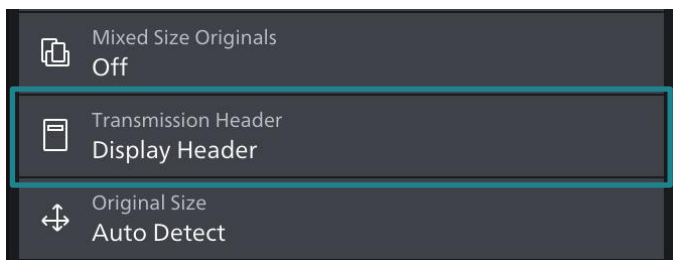 Mixed Size Originals
Off
Transmission Header
Display Header
Original Size
Auto Detect